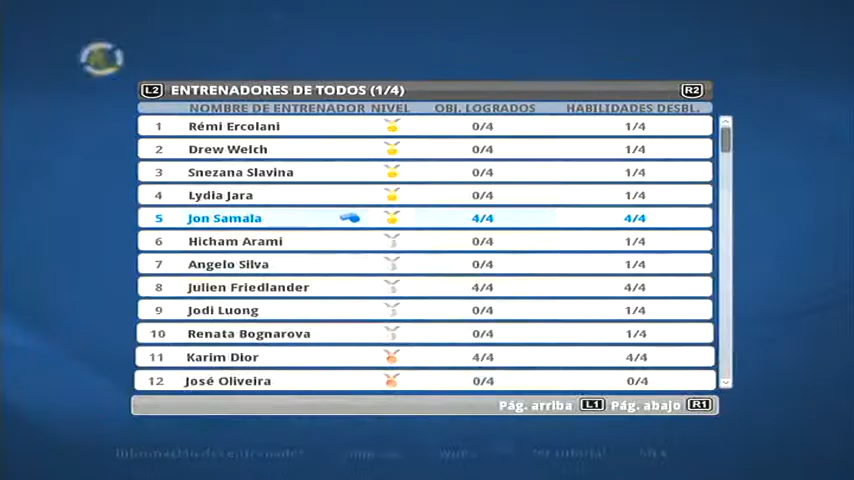 L2 ENTRENADORES DE TODOS (1/4) R2
NOMBRE DE ENTRENADOR NIVEL OBJ. LOGRADOS HABILIDADES DESBL.
1 Rémi Ercolani 0/4 1/4
2 Drew Welch 0/4 1/4
3 Snezana Slavina 0/4 1/4
4 Lydia Jara 0/4 1/4
5 Jon Samala 4/4 4/4
6 Hicham Arami 0/4 1/4
7 Angelo Silva 0/4 1/4
8 Julien Friedlander 4/4 4/4
9 Jodi Luong 0/4 1/4
10 Renata Bognarova 0/4 1/4
11 Karim Dior 4/4 4/4
12 José Oliveira 0/4 0/4
Pág. arriba L1 Pág. abajo R1
Información de entrenador